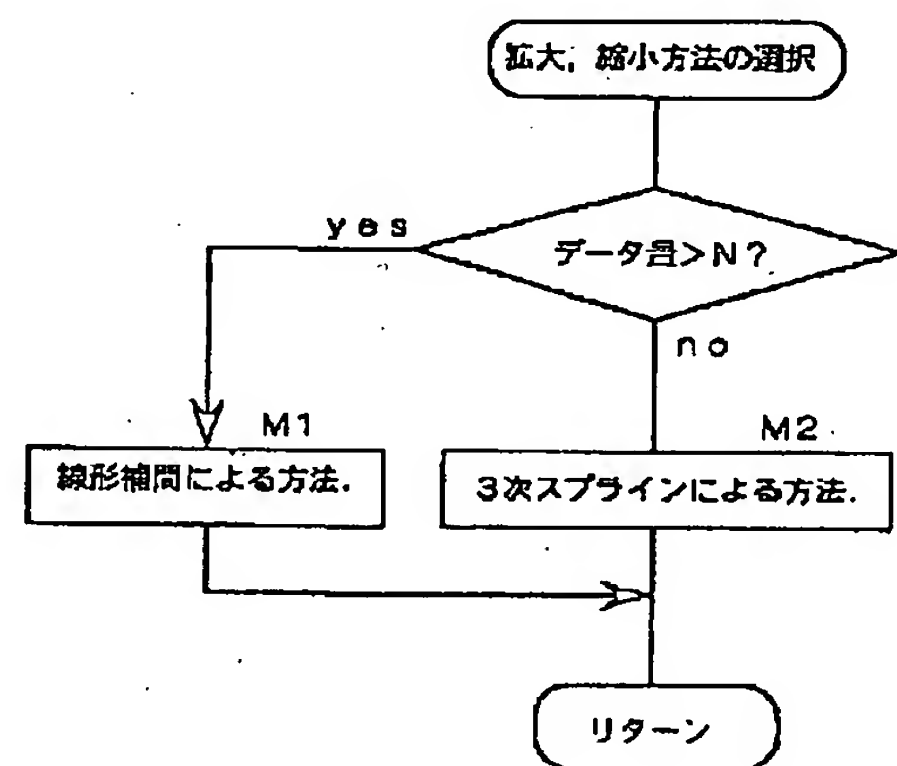 拡大, 縮小方法の選択
データ量>N?
yes
no
M1
線形補間による方法.
M2
3次スプラインによる方法.
リターン